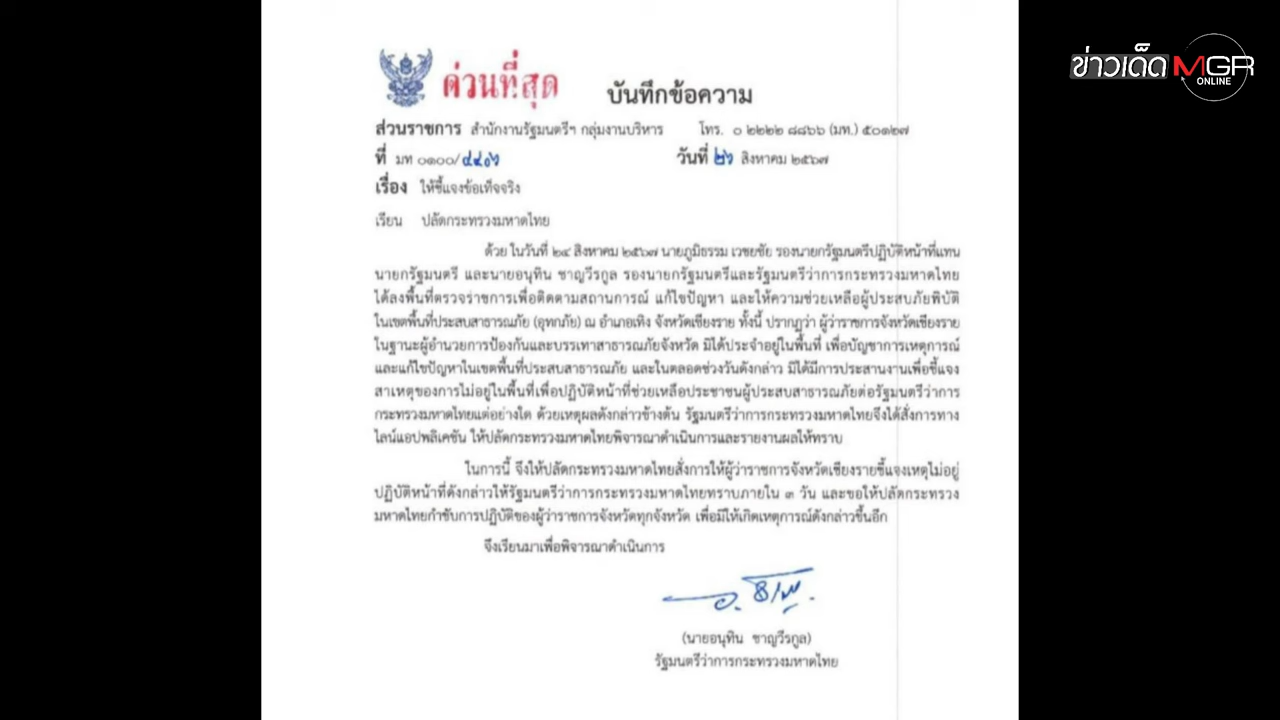 ข่าวเด็ด MGR
ONLINE
ด่วนที่สุด
บันทึกข้อความ
ส่วนราชการ สำนักงานรัฐมนตรีฯ กลุ่มงานบริหาร โทร. ๐ ๒๒๒๒ ๘๘๖๖ (มท.) ๕๐๑๒๗
ที่ มท ๐๑๐๐/๔๔๐๖ วันที่ ๒๖ สิงหาคม ๒๕๖๗
เรื่อง ให้ชี้แจงข้อเท็จจริง
เรียน ปลัดกระทรวงมหาดไทย
ด้วย ในวันที่ ๒๔ สิงหาคม ๒๕๖๗ นายภูมิธรรม เวชยชัย รองนายกรัฐมนตรีปฏิบัติหน้าที่แทน
นายกรัฐมนตรี และนายอนุทิน ชาญวีรกูล รองนายกรัฐมนตรีและรัฐมนตรีว่าการกระทรวงมหาดไทย
ได้ลงพื้นที่ตรวจราชการเพื่อติดตามสถานการณ์ แก้ไขปัญหา และให้ความช่วยเหลือผู้ประสบภัยพิบัติ
ในเขตพื้นที่ประสบสาธารณภัย (อุทกภัย) ณ อำเภอเทิง จังหวัดเชียงราย ทั้งนี้ ปรากฏว่า ผู้ว่าราชการจังหวัดเชียงราย
ในฐานะผู้อำนวยการป้องกันและบรรเทาสาธารณภัยจังหวัด มิได้ประจำอยู่ในพื้นที่ เพื่อบัญชาการเหตุการณ์
และแก้ไขปัญหาในเขตพื้นที่ประสบสาธารณภัย และในตลอดช่วงวันดังกล่าว มิได้มีการประสานงานเพื่อชี้แจง
สาเหตุของการไม่อยู่ในพื้นที่เพื่อปฏิบัติหน้าที่ช่วยเหลือประชาชนผู้ประสบสาธารณภัยต่อรัฐมนตรีว่าการ
กระทรวงมหาดไทยแต่อย่างใด ด้วยเหตุผลดังกล่าวข้างต้น รัฐมนตรีว่าการกระทรวงมหาดไทยจึงได้สั่งการทาง
ไลน์แอปพลิเคชัน ให้ปลัดกระทรวงมหาดไทยพิจารณาดำเนินการและรายงานผลให้ทราบ
ในการนี้ จึงให้ปลัดกระทรวงมหาดไทยสั่งการให้ผู้ว่าราชการจังหวัดเชียงรายชี้แจงเหตุไม่อยู่
ปฏิบัติหน้าที่ดังกล่าวให้รัฐมนตรีว่าการกระทรวงมหาดไทยทราบภายใน ๓ วัน และขอให้ปลัดกระทรวง
มหาดไทยกำชับการปฏิบัติของผู้ว่าราชการจังหวัดทุกจังหวัด เพื่อมิให้เกิดเหตุการณ์ดังกล่าวขึ้นอีก
จึงเรียนมาเพื่อพิจารณาดำเนินการ
(นายอนุทิน ชาญวีรกูล)
รัฐมนตรีว่าการกระทรวงมหาดไทย